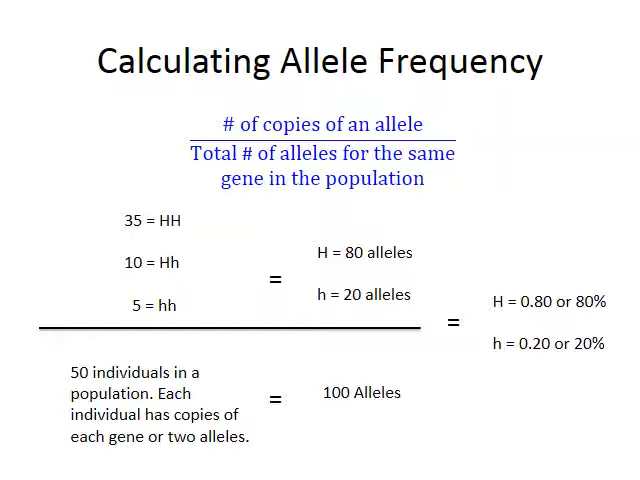 Calculating Allele Frequency
# of copies of an allele
Total # of alleles for the same
gene in the population
35 = HH
10 = Hh
5 = hh
=
H = 80 alleles
h = 20 alleles
=
H = 0.80 or 80%
h = 0.20 or 20%
50 individuals in a
population. Each
individual has copies of
each gene or two alleles.
=
100 Alleles